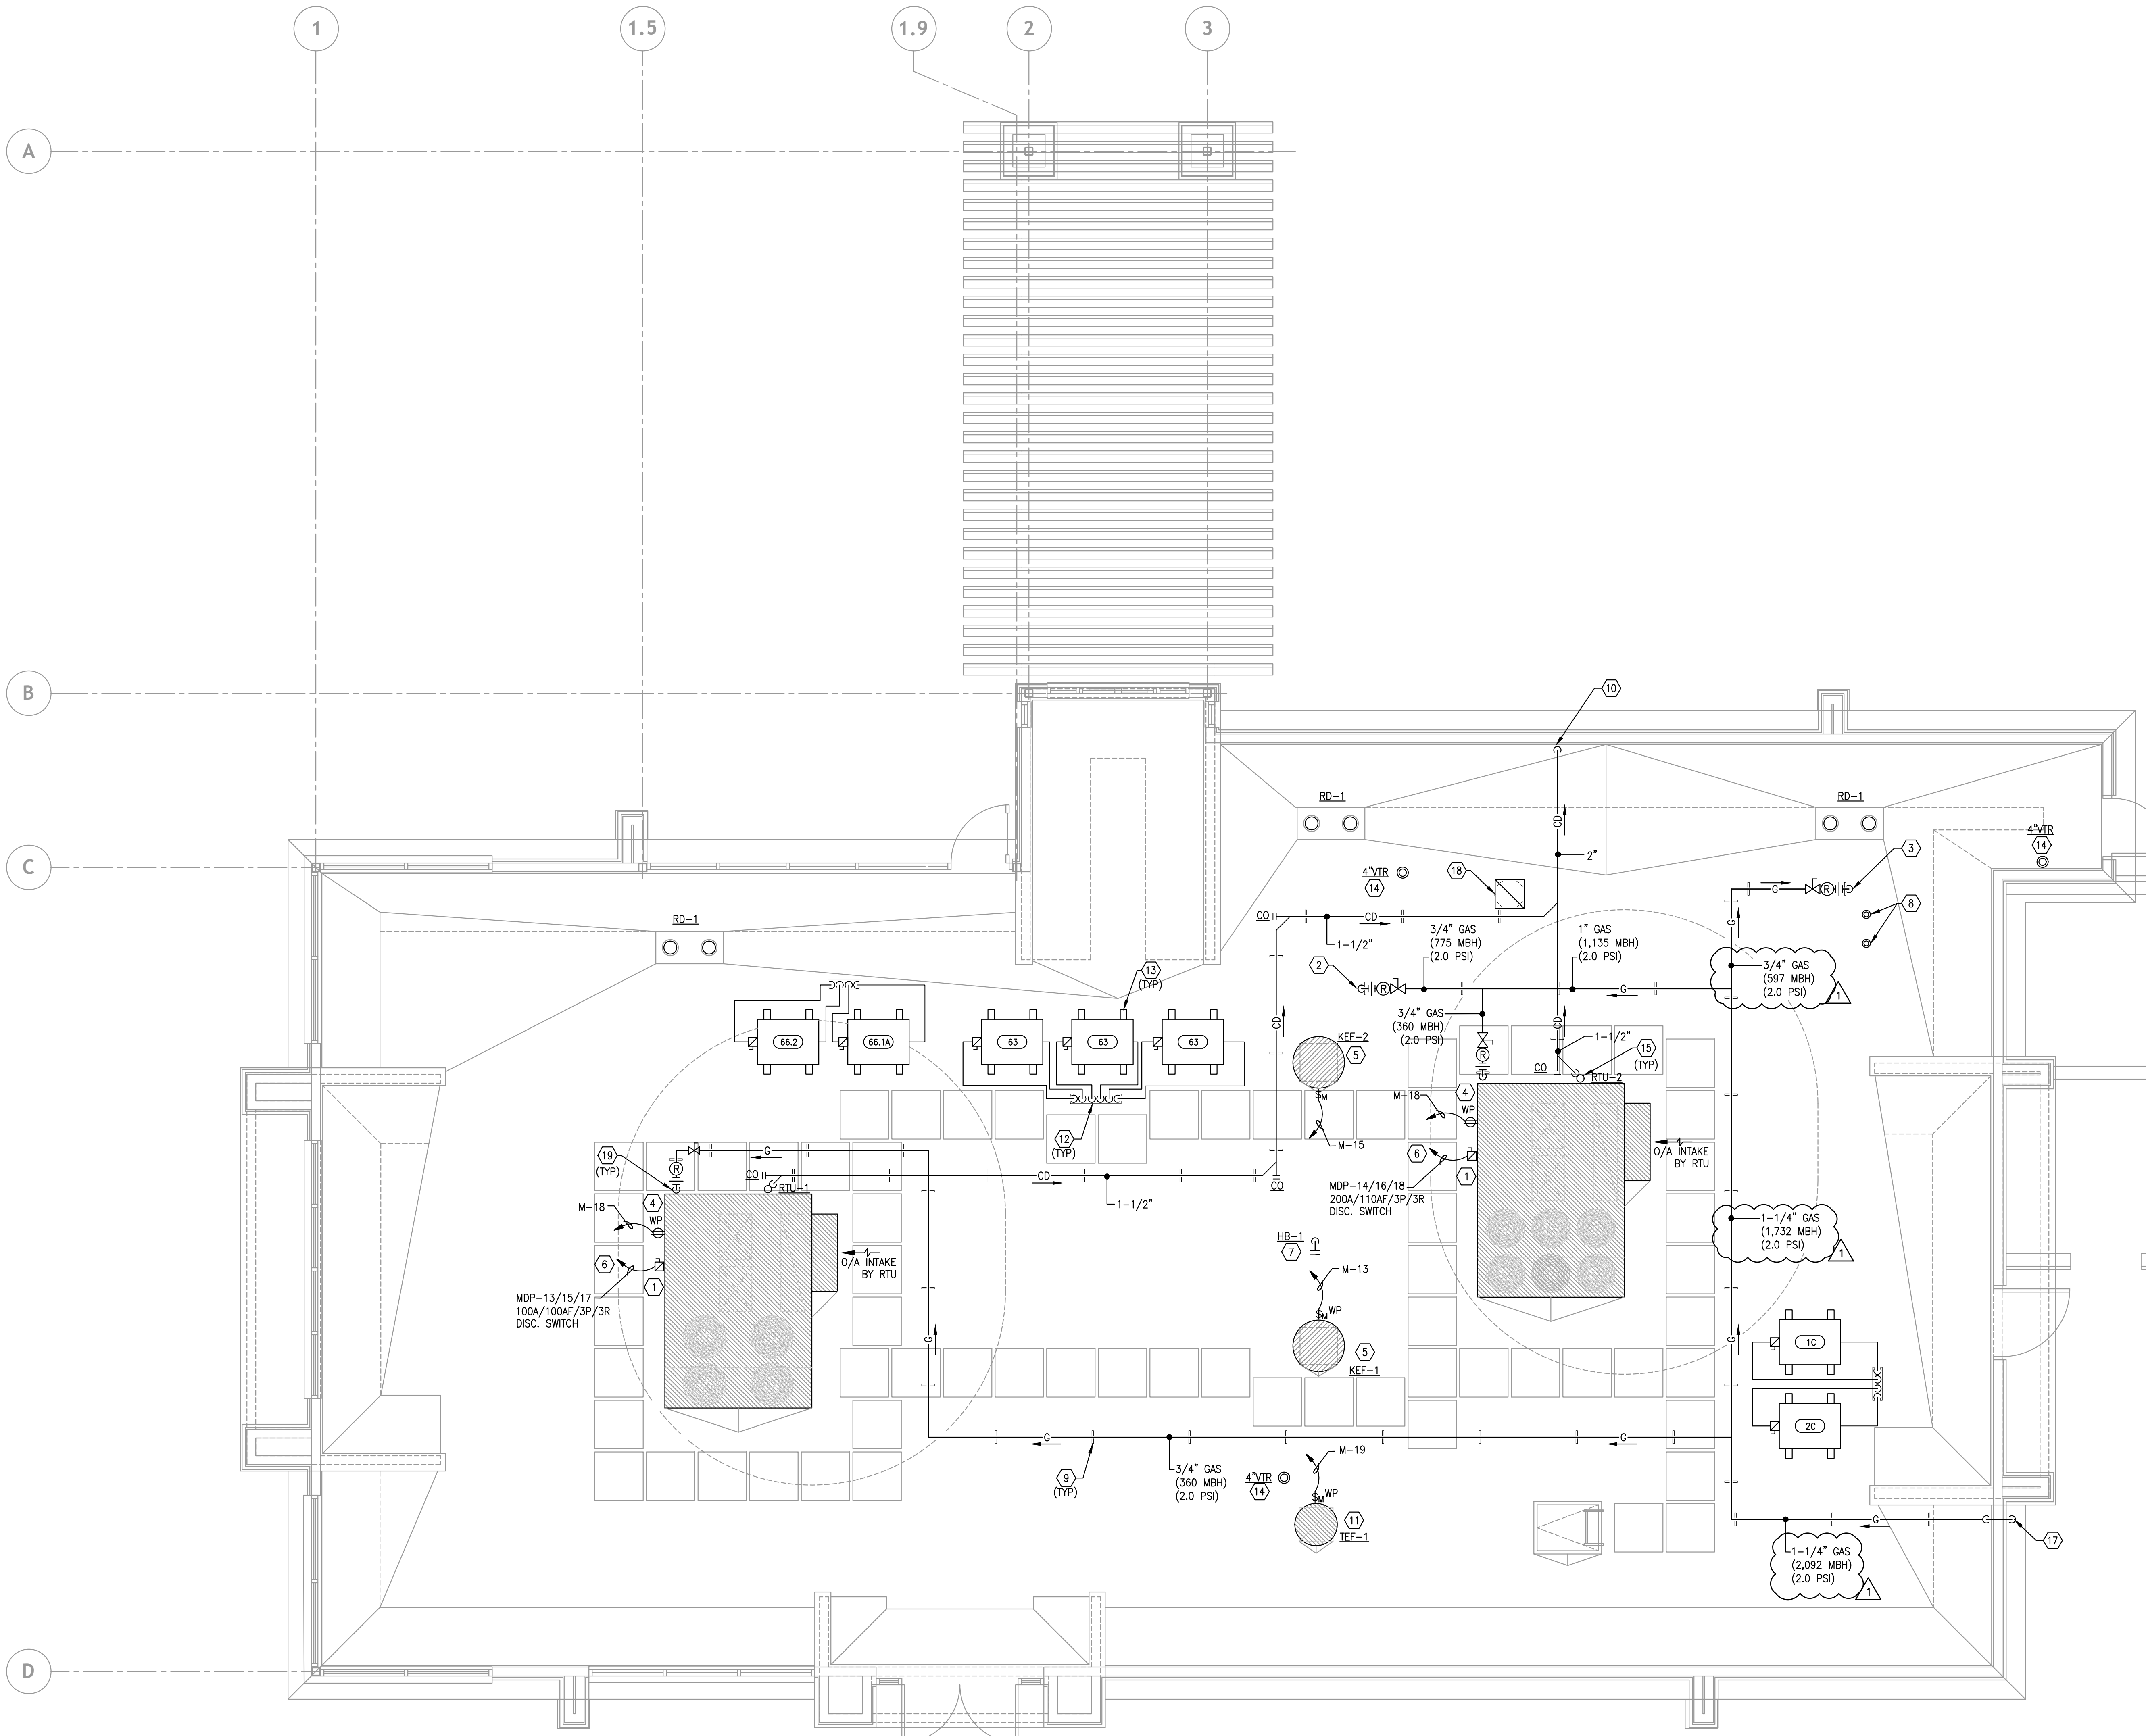 1
1.5
1.9
2
3
A
B
10
RD-1
RD-1
CD
4"VTR
14
C
2"
3
4"VTR
14
18
G
RD-1
CO
CD
8
1-1/2"
G
3/4" GAS
(775 MBH)
(2.0 PSI)
1" GAS
(1,135 MBH)
(2.0 PSI)
2
R
R
G
3/4" GAS
(597 MBH)
(2.0 PSI)
1
13
(TYP)
3/4" GAS
(360 MBH)
(2.0 PSI)
CD
CD
66.2
66.1A
63
63
63
KEF-2
5
R
1-1/2"
15
(TYP)
CO
RTU-2
$M
M-15
M-18
4
WP
12
(TYP)
6
1
O/A INTAKE
BY RTU
19
(TYP)
R
G
CO
RTU-1
CD
1-1/2"
CO
MDP-14/16/18
200A/110AF/3P/3R
DISC. SWITCH
M-18
4
WP
6
1
O/A INTAKE
BY RTU
MDP-13/15/17
100A/100AF/3P/3R
DISC. SWITCH
HB-1
7
M-13
$M WP
5
KEF-1
1-1/4" GAS
(1,732 MBH)
(2.0 PSI)
1
G
G
1C
2C
G
G
9
(TYP)
3/4" GAS
(360 MBH)
(2.0 PSI)
4"VTR
14
M-19
$M WP
11
TEF-1
G
17
1-1/4" GAS
(2,092 MBH)
(2.0 PSI)
1
D